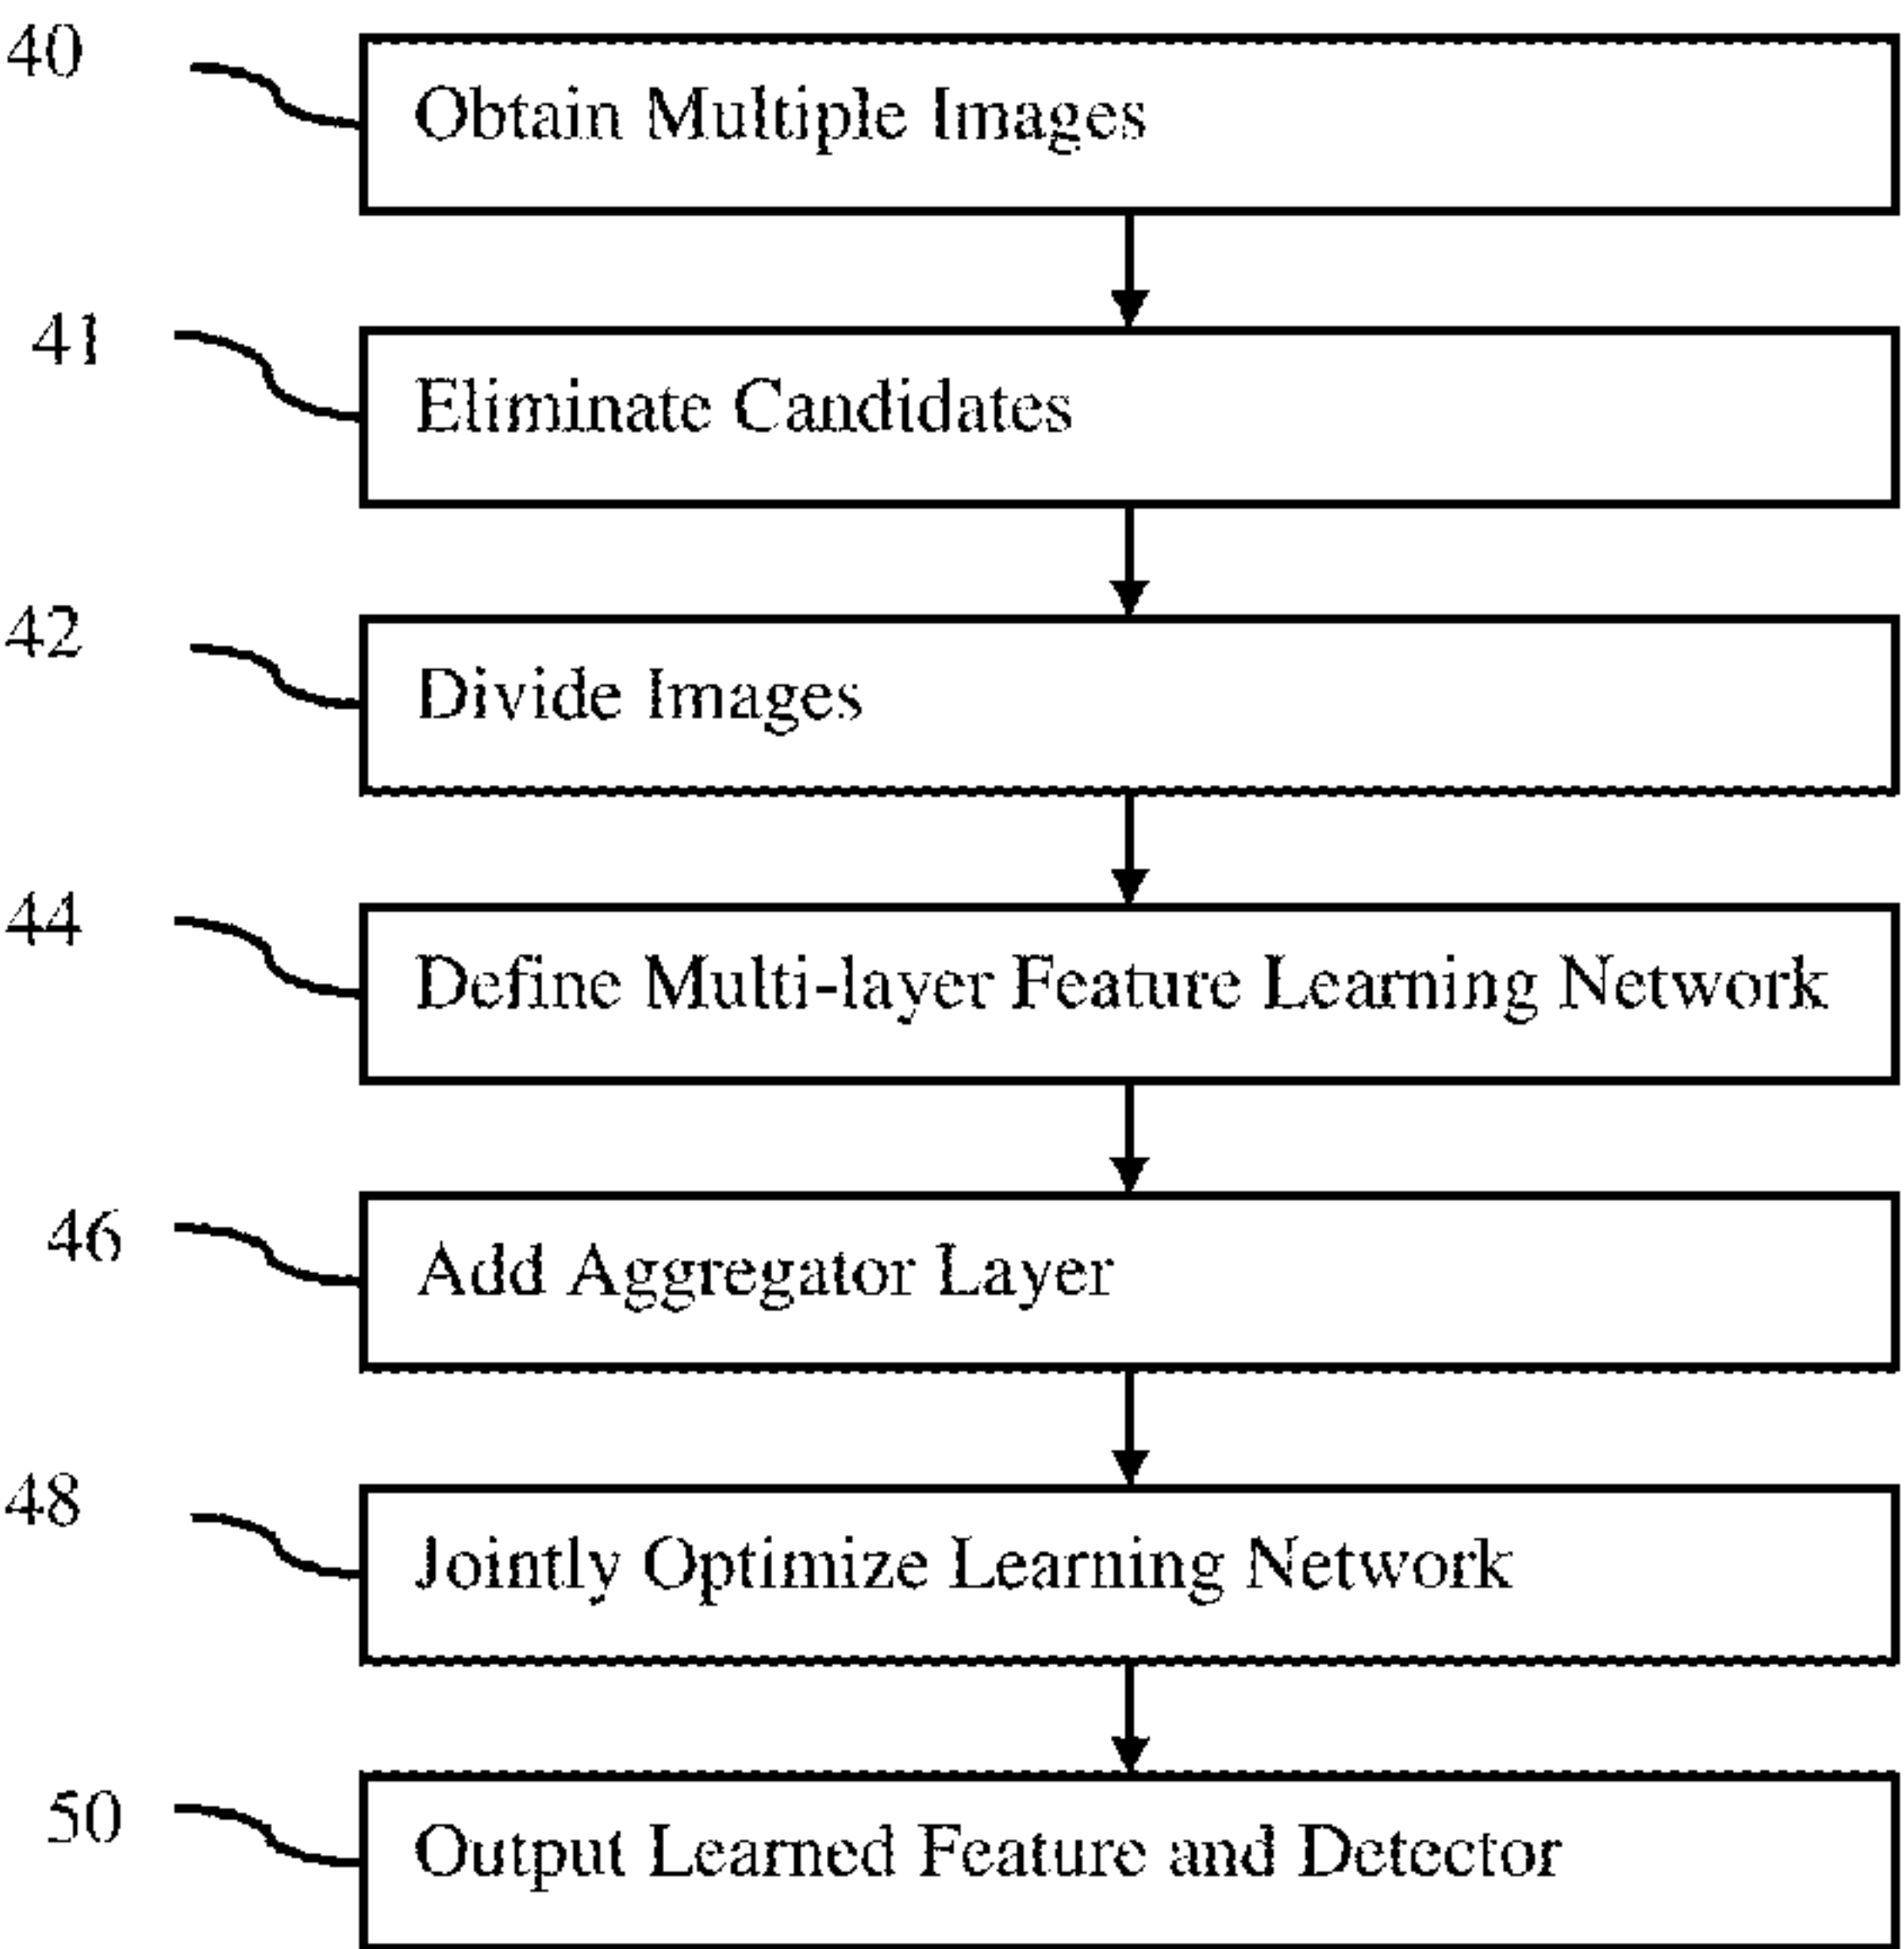 40
Obtain Multiple Images
41
Eliminate Candidates
42
Divide Images
44
Define Multi-layer Feature Learning Network
46
Add Aggregator Layer
48
Jointly Optimize Learning Network
50
Output Learned Feature and Detector